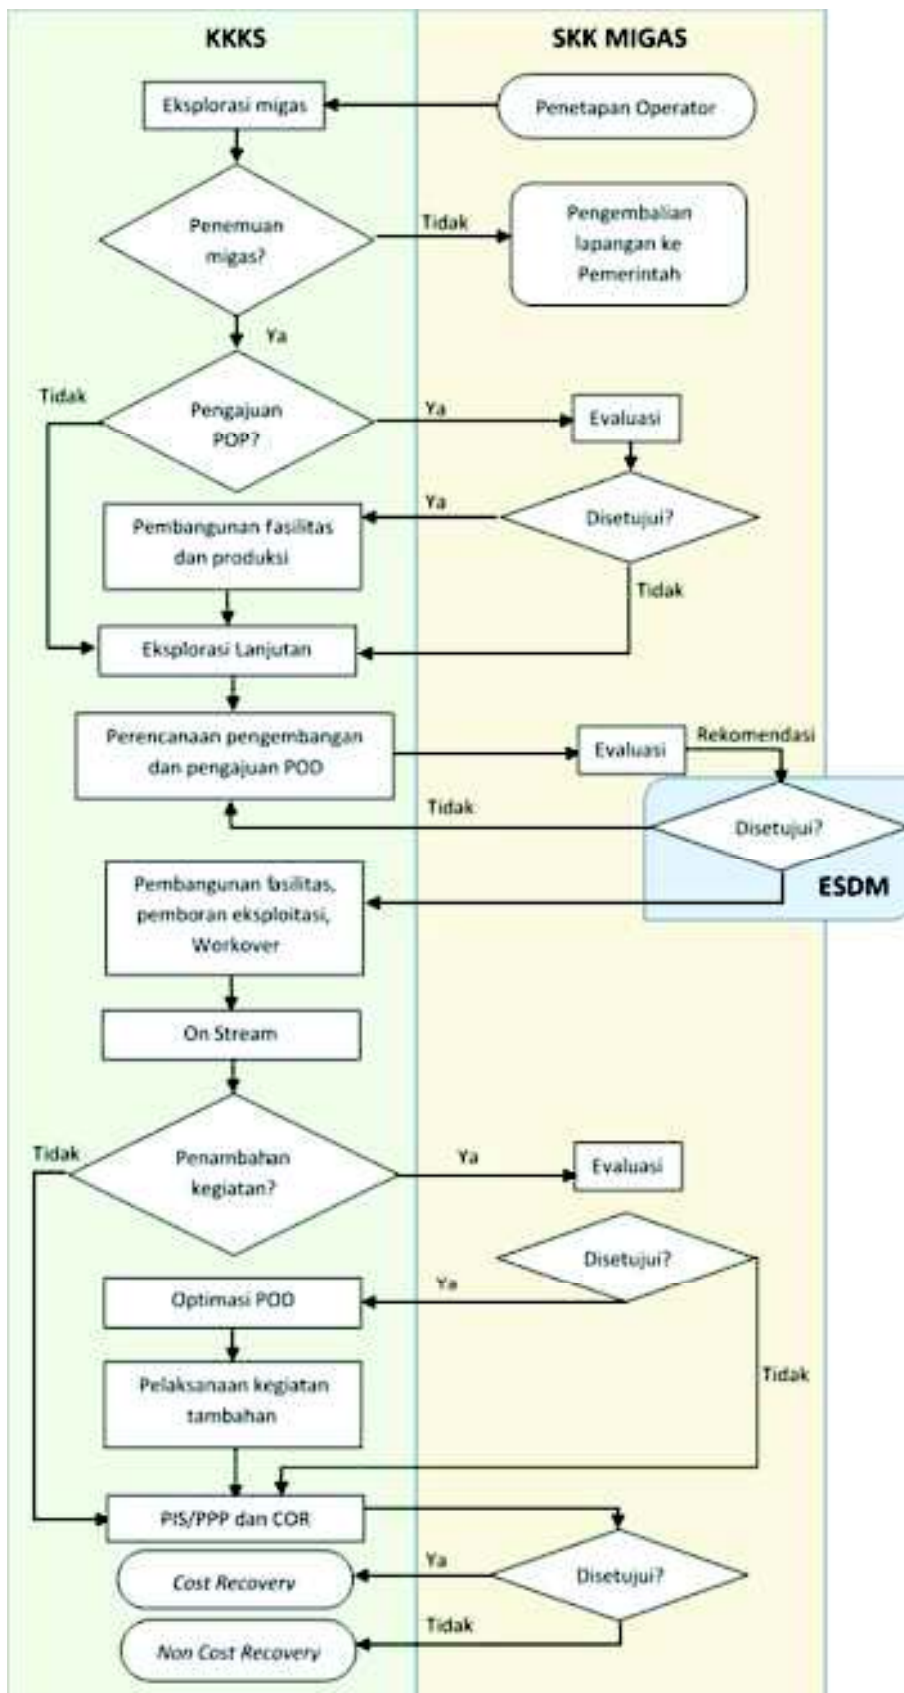 KKKS
SKK MIGAS
Eksplorasi migas
Penetapan Operator
Penemuan
migas?
Tidak
Pengembalian
lapangan ke
Pemerintah
Ya
Tidak
Pengajuan
POP?
Ya
Evaluasi
Ya
Disetujui?
Pembangunan fasilitas
dan produksi
Tidak
Eksplorasi Lanjutan
Perencanaan pengembangan
dan pengajuan POD
Evaluasi
Rekomendasi
Tidak
Disetujui?
ESDM
Pembangunan fasilitas,
pemboran eksploitasi,
Workover
On Stream
Tidak
Penambahan
kegiatan?
Ya
Evaluasi
Disetujui?
Ya
Optimasi POD
Tidak
Pelaksanaan kegiatan
tambahan
PIS/PPP dan COR
Ya
Disetujui?
Cost Recovery
Tidak
Non Cost Recovery